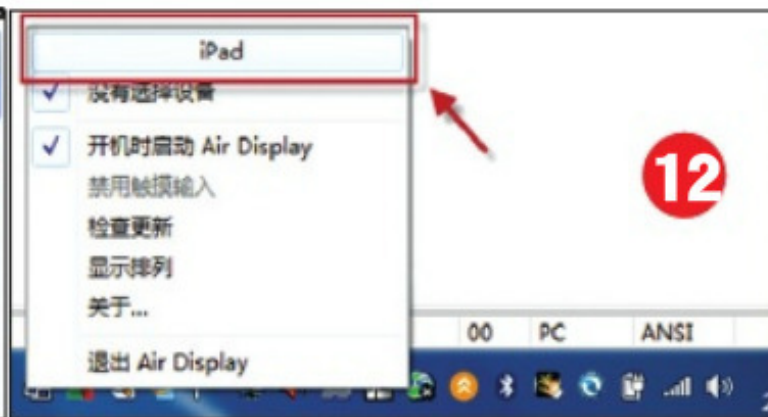 iPad
没有选择设备
开机时启动 Air Display
禁用触摸输入
检查更新
显示排列
关于...
退出 Air Display
12
00 PC ANSI